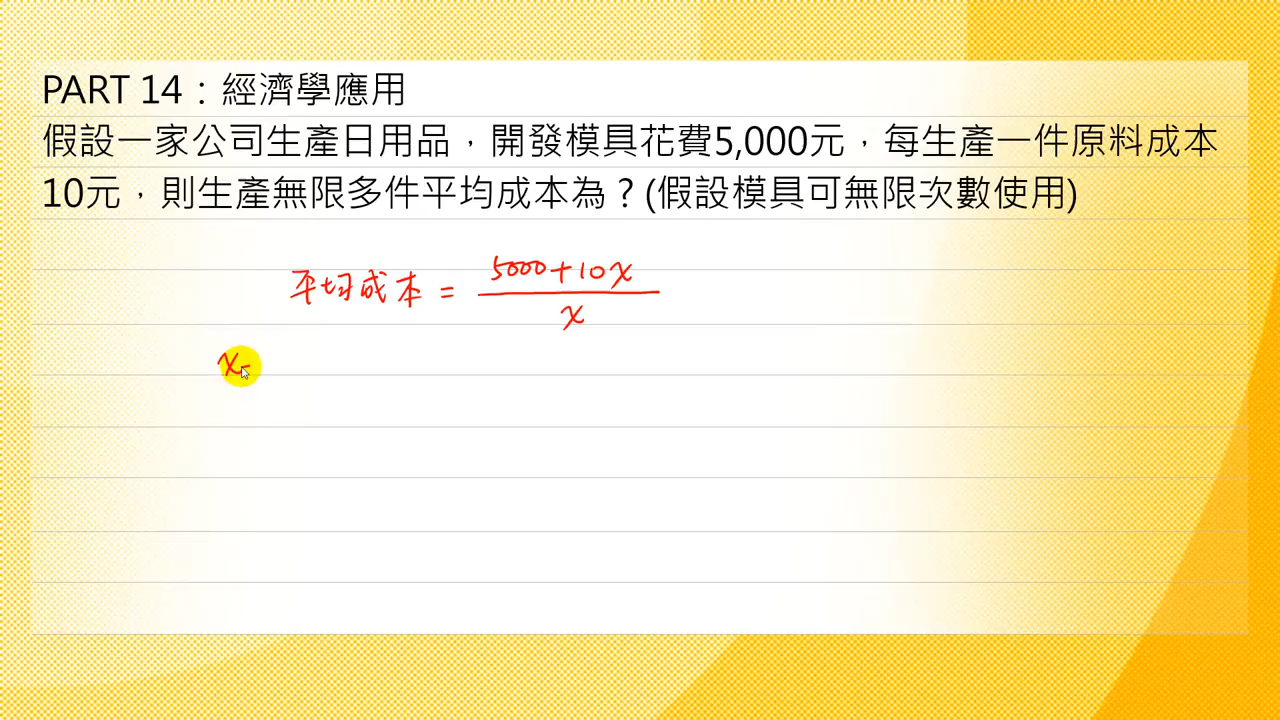 PART 14：經濟學應用
假設一家公司生產日用品，開發模具花費5,000元，每生產一件原料成本
10元，則生產無限多件平均成本為？(假設模具可無限次數使用)
平均成本 = \frac{5000+10x}{x}
x